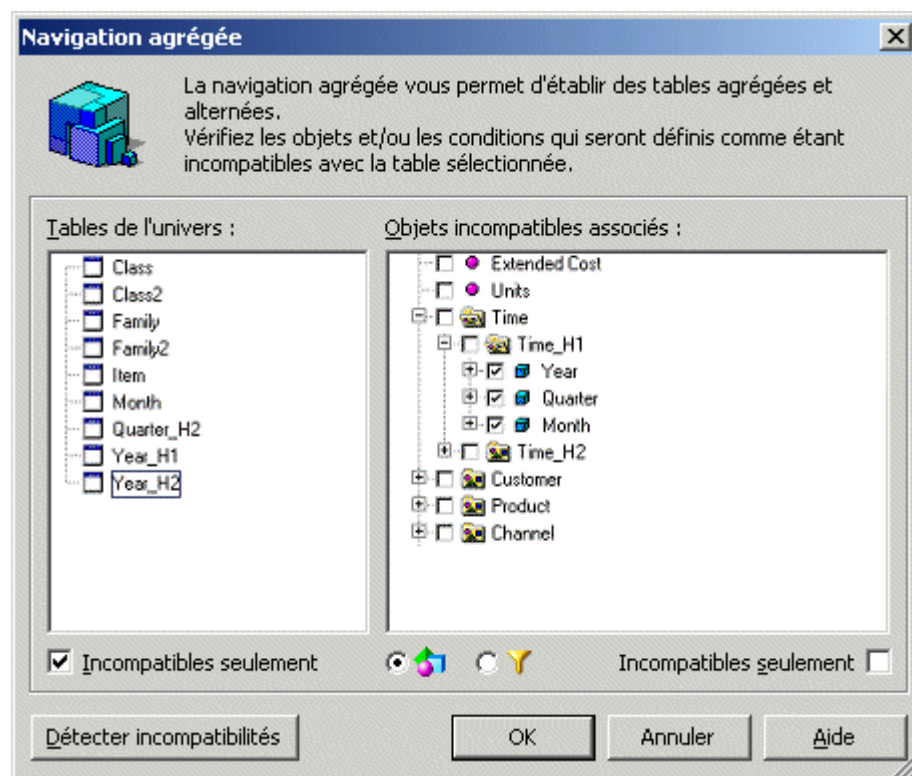 Navigation agrégée
La navigation agrégée vous permet d'établir des tables agrégées et
alternées.
Vérifiez les objets et/ou les conditions qui seront définis comme étant
incompatibles avec la table sélectionnée.
Tables de l'univers :
Class
Class2
Family
Family2
Item
Month
Quarter_H2
Year_H1
Year_H2
Objets incompatibles associés :
Extended Cost
Units
Time
Time_H1
Year
Quarter
Month
Time_H2
Customer
Product
Channel
Incompatibles seulement
Incompatibles seulement
Détecter incompatibilités
OK
Annuler
Aide